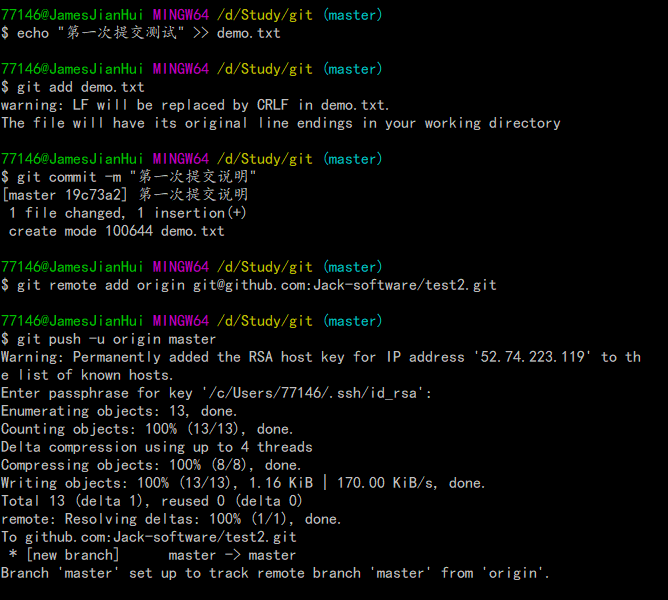 77146@JamesJianHui MINGW64 /d/Study/git (master)
$ echo "第一次提交测试" >> demo.txt
77146@JamesJianHui MINGW64 /d/Study/git (master)
$ git add demo.txt
warning: LF will be replaced by CRLF in demo.txt.
The file will have its original line endings in your working directory
77146@JamesJianHui MINGW64 /d/Study/git (master)
$ git commit -m "第一次提交说明"
[master 19c73a2] 第一次提交说明
 1 file changed, 1 insertion(+)
 create mode 100644 demo.txt
77146@JamesJianHui MINGW64 /d/Study/git (master)
$ git remote add origin git@github.com:Jack-software/test2.git
77146@JamesJianHui MINGW64 /d/Study/git (master)
$ git push -u origin master
Warning: Permanently added the RSA host key for IP address '52.74.223.119' to th
e list of known hosts.
Enter passphrase for key '/c/Users/77146/.ssh/id_rsa':
Enumerating objects: 13, done.
Counting objects: 100% (13/13), done.
Delta compression using up to 4 threads
Compressing objects: 100% (8/8), done.
Writing objects: 100% (13/13), 1.16 KiB | 170.00 KiB/s, done.
Total 13 (delta 1), reused 0 (delta 0)
remote: Resolving deltas: 100% (1/1), done.
To github.com:Jack-software/test2.git
 * [new branch]      master -> master
Branch 'master' set up to track remote branch 'master' from 'origin'.